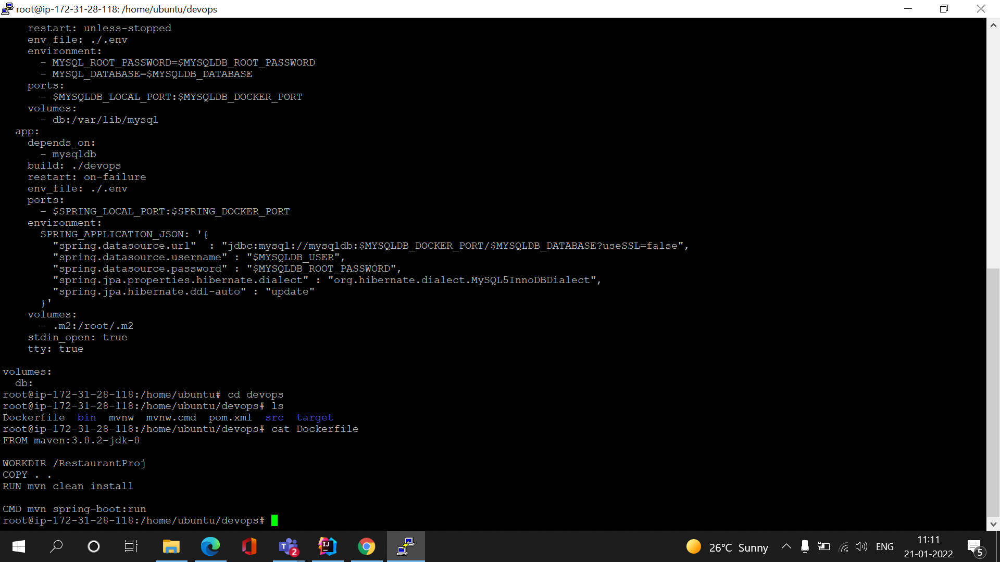 root@ip-172-31-28-118: /home/ubuntu/devops
    restart: unless-stopped
    env_file: ./.env
    environment:
      - MYSQL_ROOT_PASSWORD=$MYSQLDB_ROOT_PASSWORD
      - MYSQL_DATABASE=$MYSQLDB_DATABASE
    ports:
      - $MYSQLDB_LOCAL_PORT:$MYSQLDB_DOCKER_PORT
    volumes:
      - db:/var/lib/mysql
  app:
    depends_on:
      - mysqldb
    build: ./devops
    restart: on-failure
    env_file: ./.env
    ports:
      - $SPRING_LOCAL_PORT:$SPRING_DOCKER_PORT
    environment:
      SPRING_APPLICATION_JSON: '{
        "spring.datasource.url"  : "jdbc:mysql://mysqldb:$MYSQLDB_DOCKER_PORT/$MYSQLDB_DATABASE?useSSL=false",
        "spring.datasource.username" : "$MYSQLDB_USER",
        "spring.datasource.password" : "$MYSQLDB_ROOT_PASSWORD",
        "spring.jpa.properties.hibernate.dialect" : "org.hibernate.dialect.MySQL5InnoDBDialect",
        "spring.jpa.hibernate.ddl-auto" : "update"
      }'
    volumes:
      - .m2:/root/.m2
    stdin_open: true
    tty: true

volumes:
  db:
root@ip-172-31-28-118:/home/ubuntu# cd devops
root@ip-172-31-28-118:/home/ubuntu/devops# ls
Dockerfile  bin  mvnw  mvnw.cmd  pom.xml  src  target
root@ip-172-31-28-118:/home/ubuntu/devops# cat Dockerfile
FROM maven:3.8.2-jdk-8

WORKDIR /RestaurantProj
COPY . .
RUN mvn clean install

CMD mvn spring-boot:run
root@ip-172-31-28-118:/home/ubuntu/devops#
T 2
IJ
26°C Sunny
ENG
11:11
21-01-2022
5